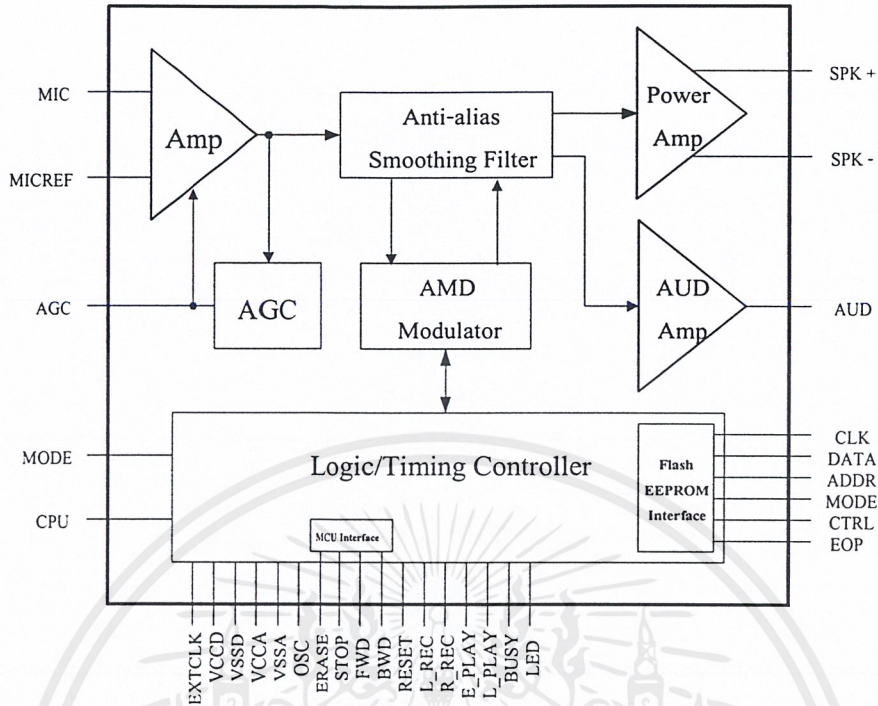 MIC
MICREF
AGC
MODE
CPU
Amp
AGC
Anti-alias
Smoothing Filter
AMD
Modulator
Power
Amp
AUD
Amp
SPK +
SPK -
AUD
Logic/Timing Controller
MCU Interface
Flash
EEPROM
Interface
CLK
DATA
ADDR
MODE
CTRL
EOP
EXTCLK
VCCD
VSSD
VCCA
VSSA
OSC
ERASE
STOP
FWD
BWD
RESET
L_REC
R_REC
E_PLAY
L_PLAY
BUSY
LED